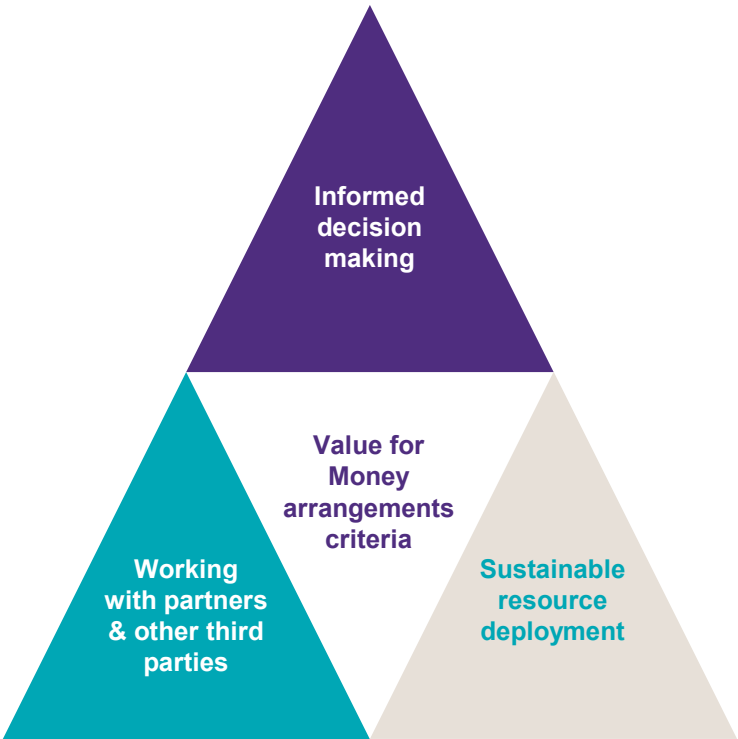 Informed
decision
making
Value for
Money
arrangements
criteria
Working
with partners
& other third
parties
Sustainable
resource
deployment